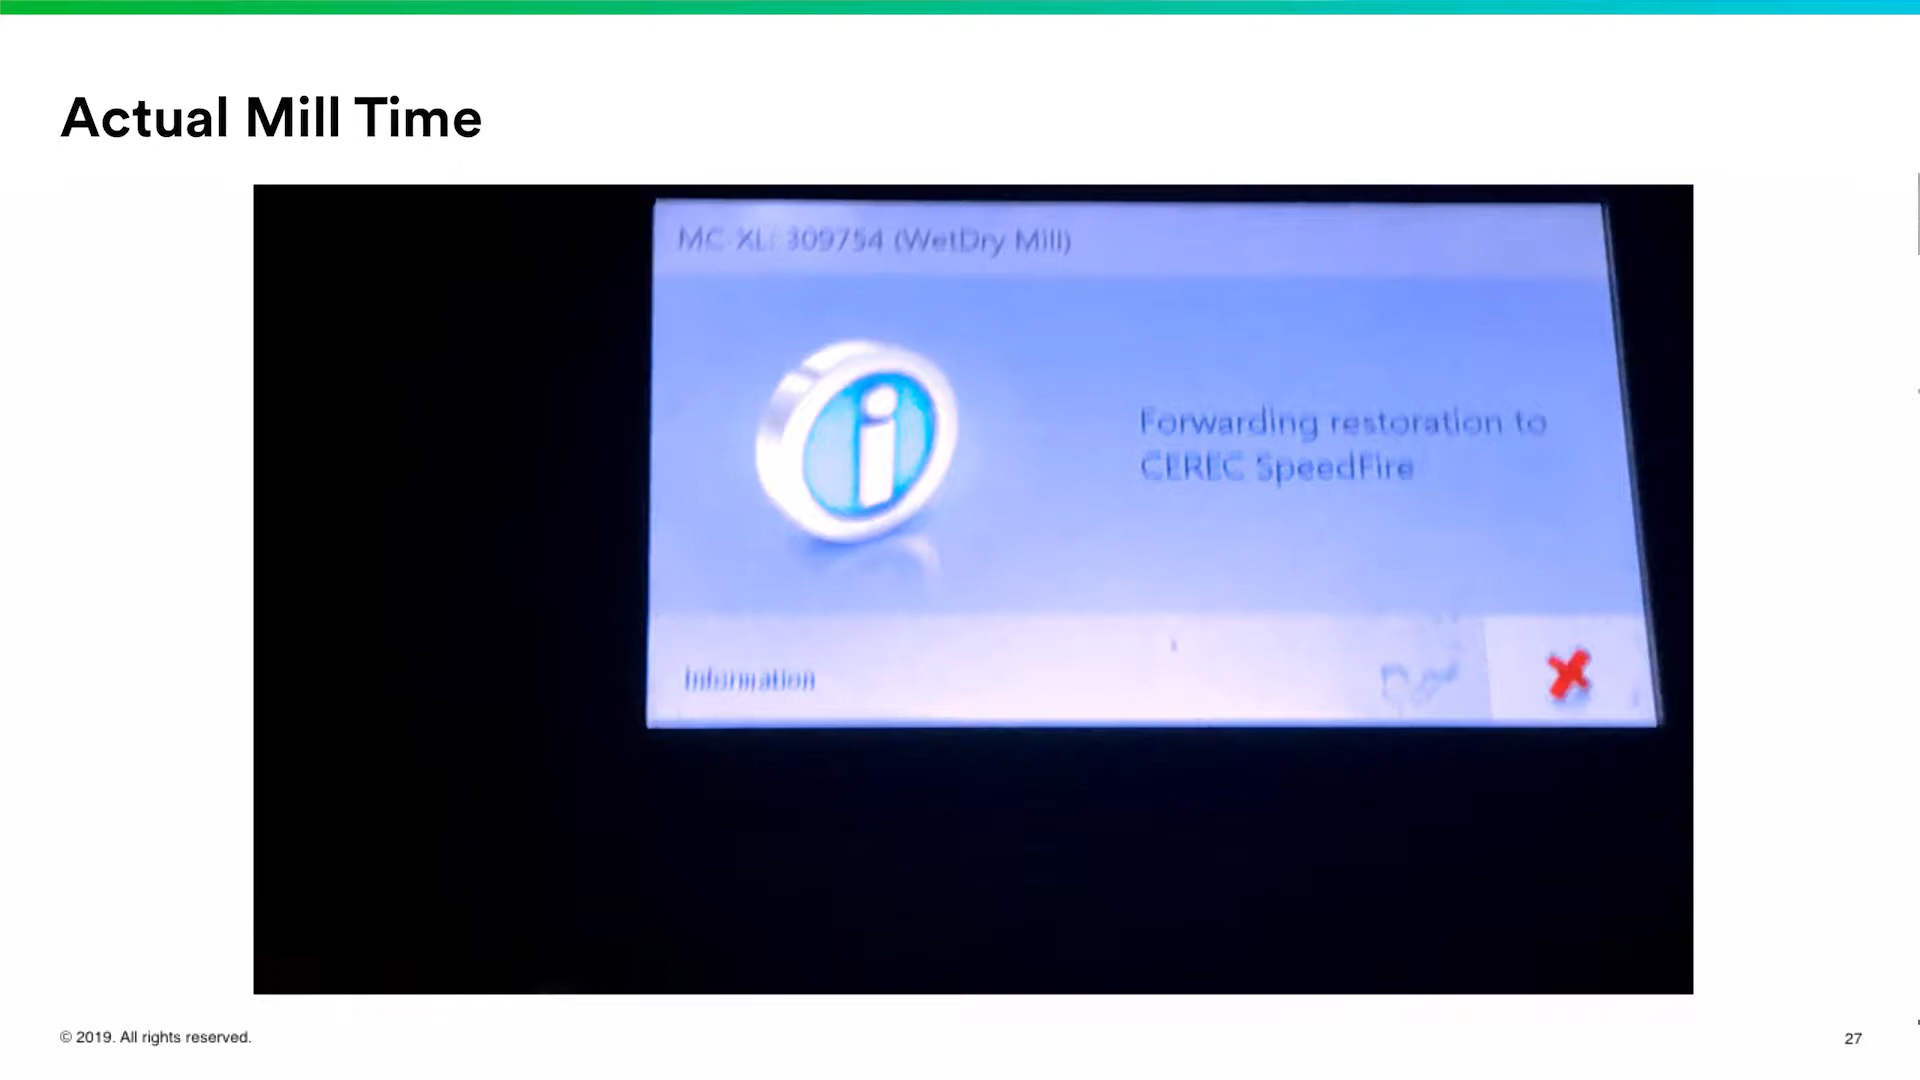 Actual Mill Time
MC XL: 309754 (WetDry Mill)
Forwarding restoration to
CEREC SpeedFire
Information
© 2019. All rights reserved.
27